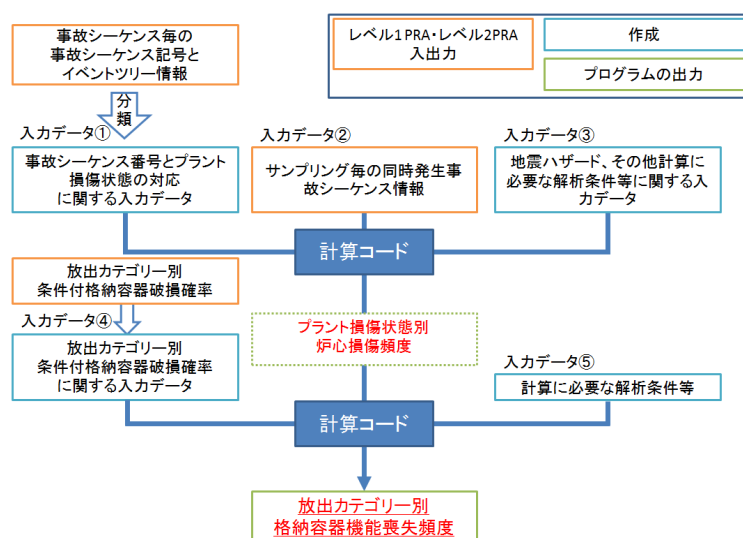 事故シーケンス毎の
事故シーケンス記号と
イベントツリー情報
レベル1PRA・レベル2PRA
入出力
作成
プログラムの出力
分
類
入力データ①
事故シーケンス番号とプラント
損傷状態の対応
に関する入力データ
入力データ②
サンプリング毎の同時発生事
故シーケンス情報
入力データ③
地震ハザード、その他計算に
必要な解析条件等に関する入
力データ
計算コード
放出カテゴリー別
条件付格納容器破損確率
入力データ④
放出カテゴリー別
条件付格納容器破損確率
に関する入力データ
プラント損傷状態別
炉心損傷頻度
入力データ⑤
計算に必要な解析条件等
計算コード
放出カテゴリー別
格納容器機能喪失頻度